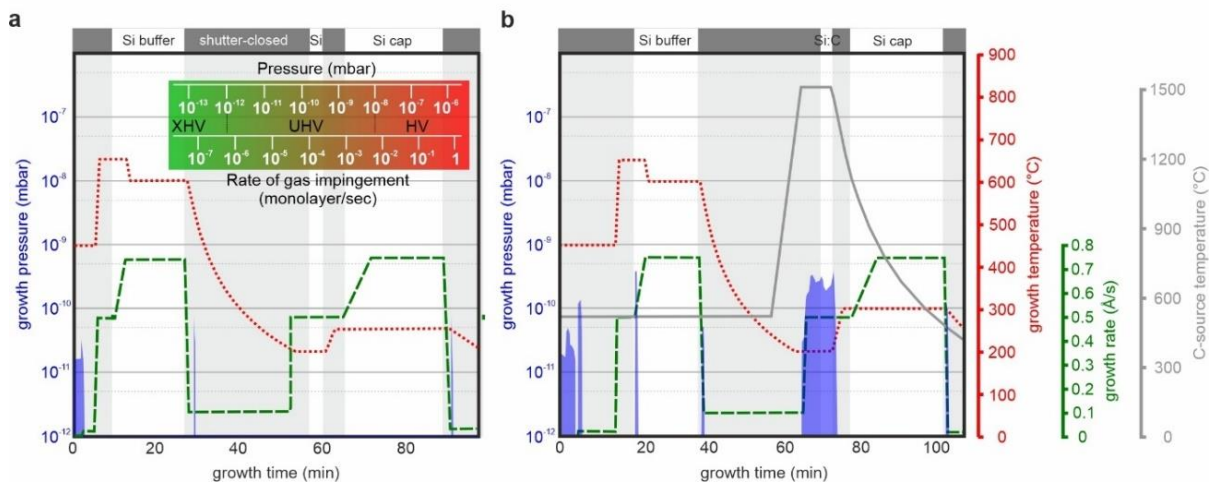 a
Si buffer
shutter-closed
Si
Si cap
Pressure (mbar)
10-13 10-12 10-11 10-10 10-9 10-8 10-7 10-6
XHV UHV HV
10-7 10-6 10-5 10-4 10-3 10-2 10-1 1
Rate of gas impingement
(monolayer/sec)
growth pressure (mbar)
10-7
10-8
10-9
10-10
10-11
10-12
0 20 40 60 80
growth time (min)
b
Si buffer
Si:C
Si cap
growth pressure (mbar)
10-7
10-8
10-9
10-10
10-11
10-12
0 20 40 60 80 100
growth time (min)
900
800
700
600
500
400
300
200
100
0
growth temperature (°C)
0.8
0.7
0.6
0.5
0.4
0.3
0.2
0.1
0
growth rate (Å/s)
1500
1200
900
600
300
0
C-source temperature (°C)